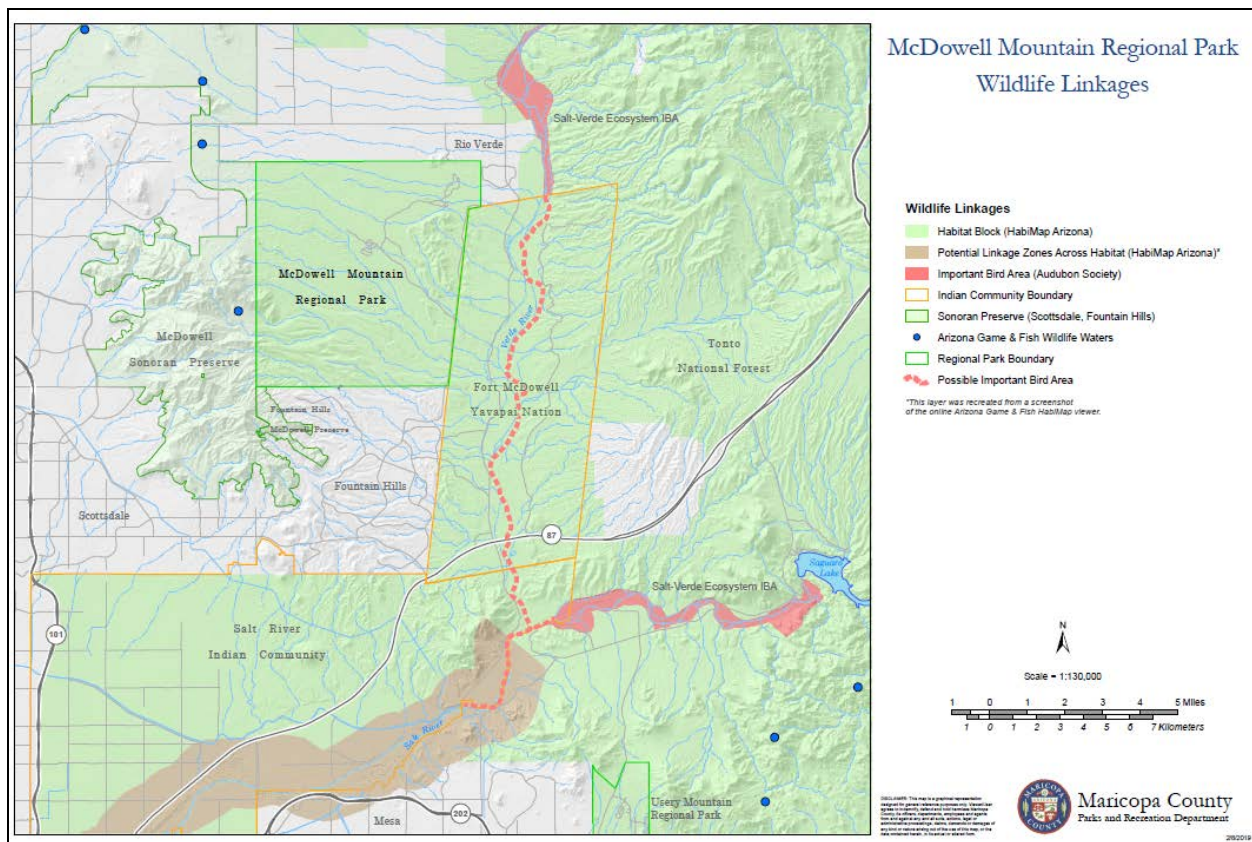 McDowell Mountain Regional Park
Wildlife Linkages
Salt-Verde Ecosystem IBA
Rio Verde
McDowell Mountain
Regional Park
Verde River
McDowell
Sonoran Preserve
Tonto
National Forest
Fort McDowell
Yavapai Nation
Fountain Hills
McDowell Preserve
Fountain Hills
Scottsdale
87
Saguaro
Lake
Salt-Verde Ecosystem IBA
101
Salt River
Indian Community
Salt River
Usery Mountain
Regional Park
Mesa
202
Wildlife Linkages
Habitat Block (HabiMap Arizona)
Potential Linkage Zones Across Habitat (HabiMap Arizona)*
Important Bird Area (Audubon Society)
Indian Community Boundary
Sonoran Preserve (Scottsdale, Fountain Hills)
Arizona Game & Fish Wildlife Waters
Regional Park Boundary
Possible Important Bird Area
*This layer was recreated from a screenshot
of the online Arizona Game & Fish HabiMap viewer.
N
Scale = 1:130,000
1 0 1 2 3 4 5 Miles
1 0 1 2 3 4 5 6 7 Kilometers
MARICOPA
COUNTY
Maricopa County
Parks and Recreation Department
2/8/2019